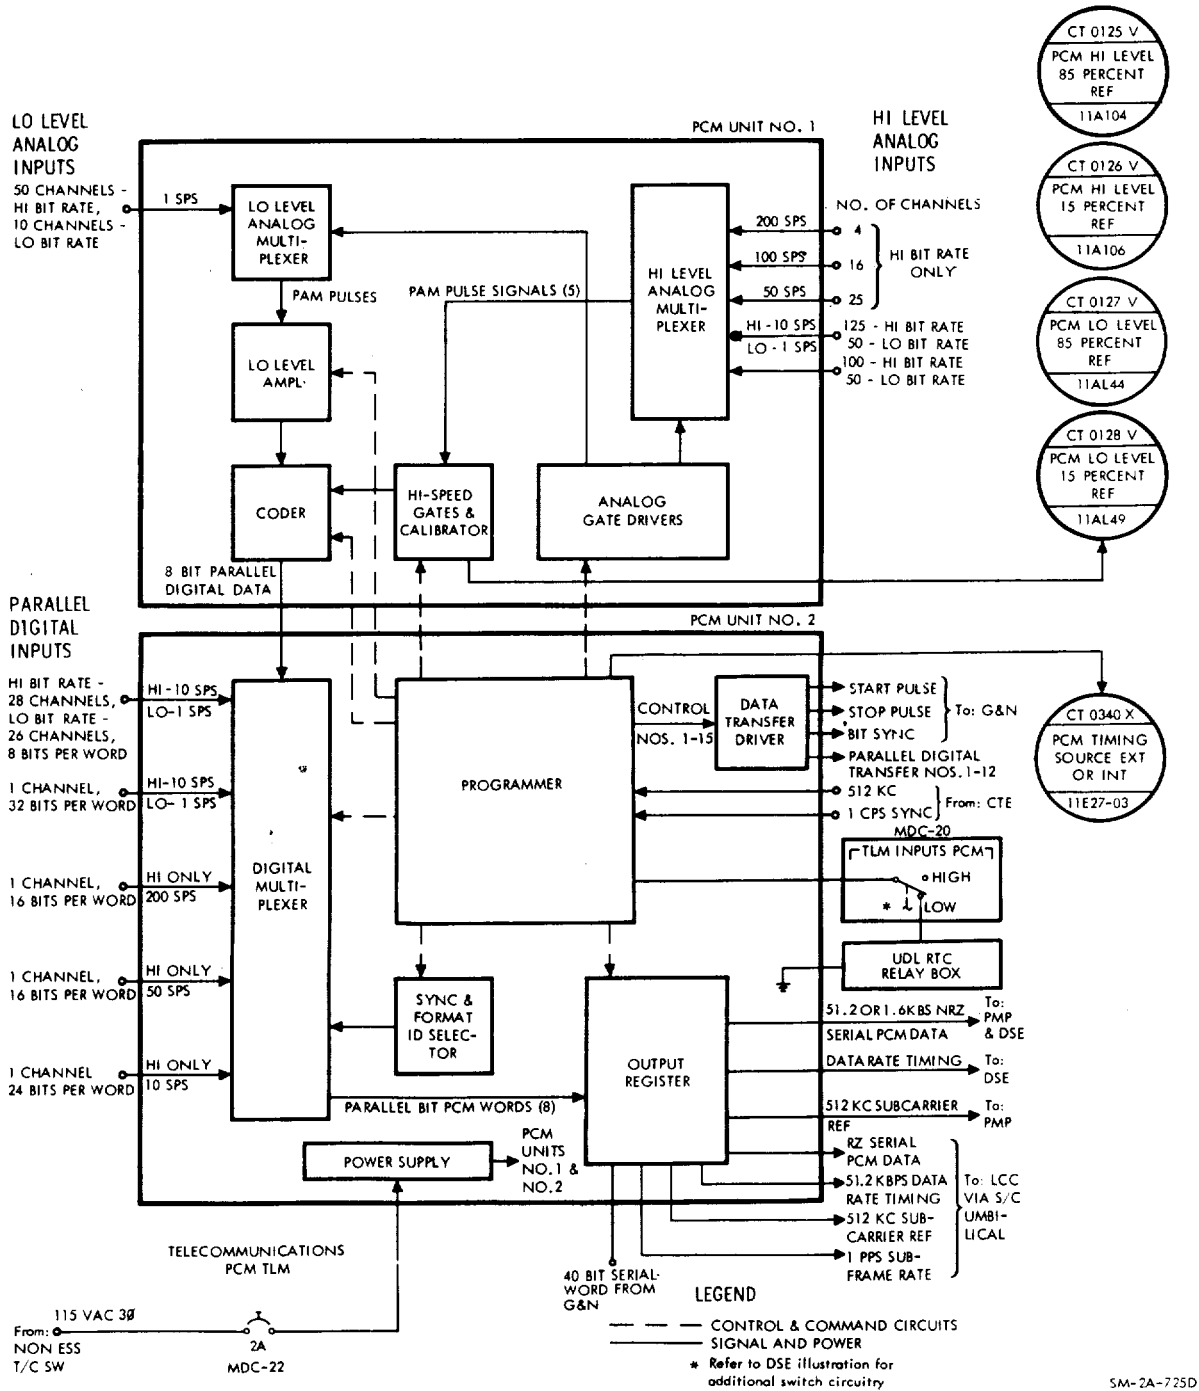 CT 0125 V
PCM HI LEVEL
85 PERCENT
REF
11A104
CT 0126 V
PCM HI LEVEL
15 PERCENT
REF
11A106
CT 0127 V
PCM LO LEVEL
85 PERCENT
REF
11AL44
CT 0128 V
PCM LO LEVEL
15 PERCENT
REF
11AL49
LO LEVEL
ANALOG
INPUTS
50 CHANNELS -
HI BIT RATE,
10 CHANNELS -
LO BIT RATE
PCM UNIT NO. 1
HI LEVEL
ANALOG
INPUTS
1 SPS
LO LEVEL
ANALOG
MULTI-
PLEXER
PAM PULSES
LO LEVEL
AMPL.
CODER
8 BIT PARALLEL
DIGITAL DATA
PAM PULSE SIGNALS (5)
HI-SPEED
GATES &
CALIBRATOR
ANALOG
GATE DRIVERS
HI LEVEL
ANALOG
MULTI-
PLEXER
NO. OF CHANNELS
200 SPS
4
100 SPS
16
50 SPS
25
HI BIT RATE
ONLY
HI -10 SPS
LO - 1 SPS
125 - HI BIT RATE
50 - LO BIT RATE
100 - HI BIT RATE
50 - LO BIT RATE
PARALLEL
DIGITAL
INPUTS
PCM UNIT NO. 2
HI BIT RATE -
28 CHANNELS,
LO BIT RATE -
26 CHANNELS,
8 BITS PER WORD
HI-10 SPS
LO-1 SPS
1 CHANNEL,
32 BITS PER WORD
HI-10 SPS
LO- 1 SPS
1 CHANNEL,
16 BITS PER WORD
HI ONLY
200 SPS
1 CHANNEL,
16 BITS PER WORD
HI ONLY
50 SPS
1 CHANNEL
24 BITS PER WORD
HI ONLY
10 SPS
DIGITAL
MULTI-
PLEXER
PROGRAMMER
CONTROL
NOS. 1-15
DATA
TRANSFER
DRIVER
START PULSE
STOP PULSE
BIT SYNC
To: G&N
PARALLEL DIGITAL
TRANSFER NOS. 1-12
512 KC
1 CPS SYNC
From: CTE
CT 0340 X
PCM TIMING
SOURCE EXT
OR INT
11E27-03
MDC-20
TLM INPUTS PCM
HIGH
* LOW
UDL RTC
RELAY BOX
SYNC &
FORMAT
ID SELEC-
TOR
OUTPUT
REGISTER
PARALLEL BIT PCM WORDS (8)
51.2 OR 1.6KBS NRZ
SERIAL PCM DATA
To:
PMP
& DSE
DATA RATE TIMING
To:
DSE
512 KC SUBCARRIER
REF
To:
PMP
RZ SERIAL
PCM DATA
51.2 KBPS DATA
RATE TIMING
512 KC SUB-
CARRIER REF
1 PPS SUB-
FRAME RATE
To: LCC
VIA S/C
UMBI-
LICAL
POWER SUPPLY
PCM
UNITS
NO.1 &
NO.2
TELECOMMUNICATIONS
PCM TLM
40 BIT SERIAL-
WORD FROM
G&N
115 VAC 3Ø
From:
NON ESS
T/C SW
2A
MDC-22
LEGEND
CONTROL & COMMAND CIRCUITS
SIGNAL AND POWER
* Refer to DSE illustration for
additional switch circuitry
SM-2A-725D